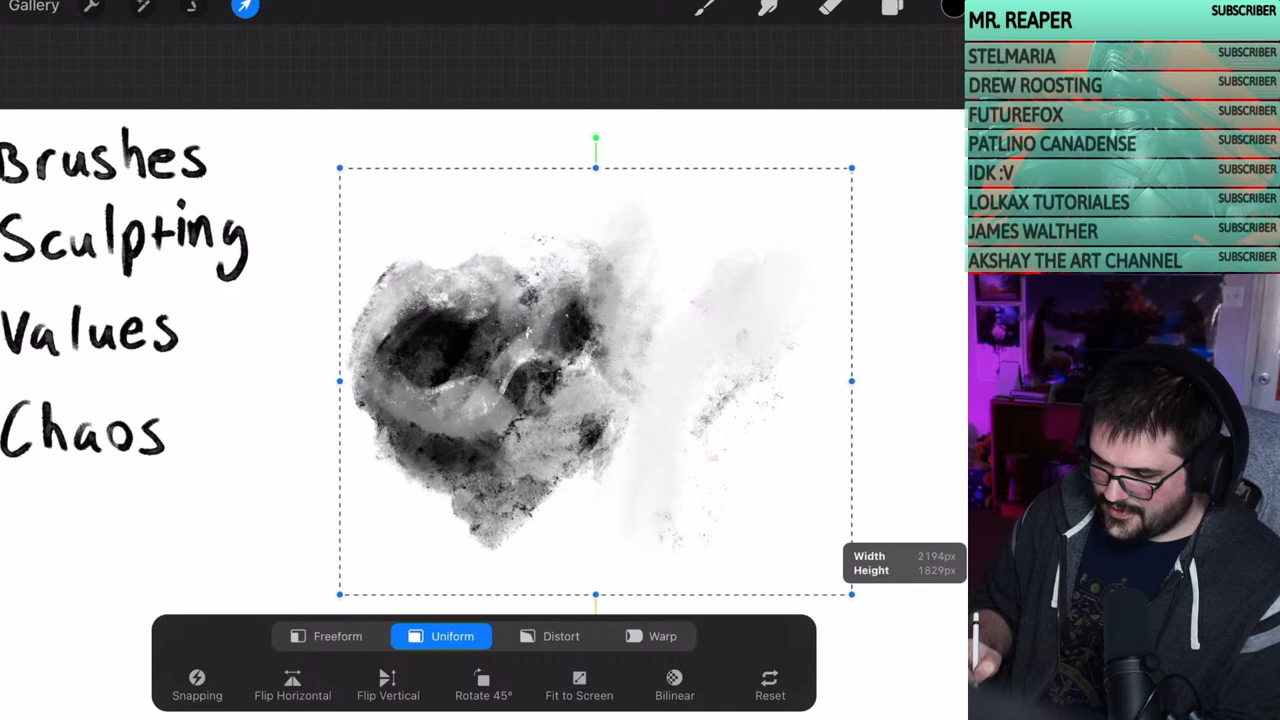 Gallery
Brushes
Sculpting
Values
Chaos
Width 2194px
Height 1829px
Freeform Uniform Distort Warp
Snapping Flip Horizontal Flip Vertical Rotate 45° Fit to Screen Bilinear Reset
MR. REAPER SUBSCRIBER
STELMARIA SUBSCRIBER
DREW ROOSTING SUBSCRIBER
FUTUREFOX SUBSCRIBER
PATLINO CANADENSE SUBSCRIBER
IDK :V SUBSCRIBER
LOLKAX TUTORIALES SUBSCRIBER
JAMES WALTHER SUBSCRIBER
AKSHAY THE ART CHANNEL SUBSCRIBER